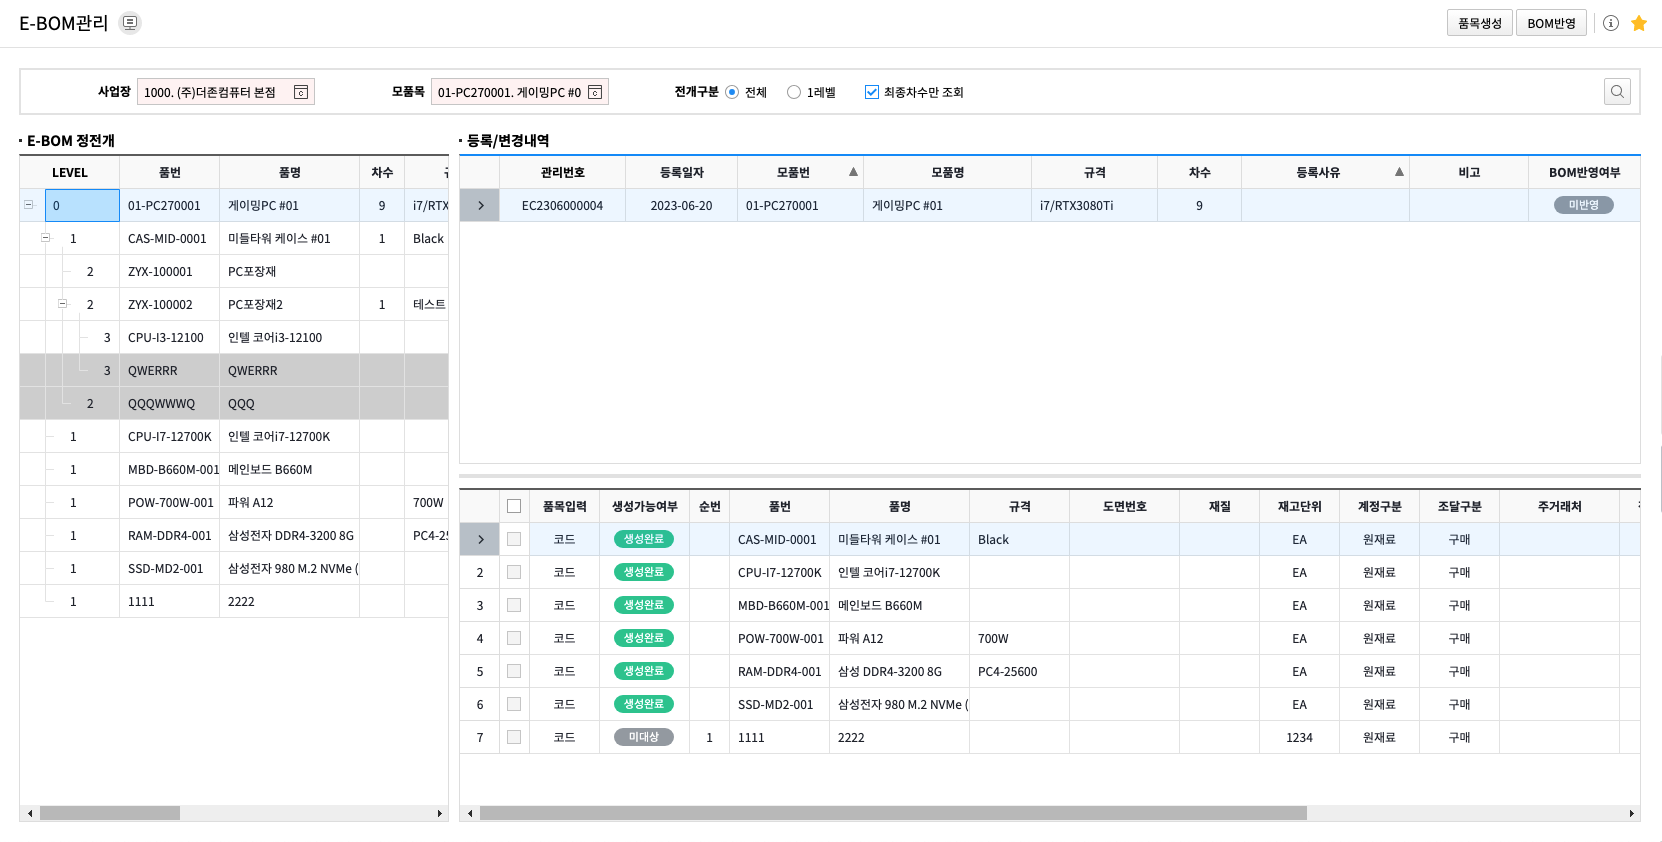 E-BOM관리
품목생성 BOM반영
사업장 1000. (주)더존컴퓨터 본점 모품목 01-PC270001. 게이밍PC #0 전개구분 전체 1레벨 최종차수만 조회
E-BOM 정전개
LEVEL 품번 품명 차수
0 01-PC270001 게이밍PC #01 9 i7/RTX
1 CAS-MID-0001 미들타워 케이스 #01 1 Black
2 ZYX-100001 PC포장재
2 ZYX-100002 PC포장재2 1 테스트
3 CPU-I3-12100 인텔 코어i3-12100
3 QWERRR QWERRR
2 QQQWWWQ QQQ
1 CPU-I7-12700K 인텔 코어i7-12700K
1 MBD-B660M-001 메인보드 B660M
1 POW-700W-001 파워 A12 700W
1 RAM-DDR4-001 삼성전자 DDR4-3200 8G PC4-25
1 SSD-MD2-001 삼성전자 980 M.2 NVMe (
1 1111 2222
등록/변경내역
관리번호 등록일자 모품번 모품명 규격 차수 등록사유 비고 BOM반영여부
EC2306000004 2023-06-20 01-PC270001 게이밍PC #01 i7/RTX3080Ti 9 미반영
품목입력 생성가능여부 순번 품번 품명 규격 도면번호 재질 재고단위 계정구분 조달구분 주거래처
코드 생성완료 CAS-MID-0001 미들타워 케이스 #01 Black EA 원재료 구매
2 코드 생성완료 CPU-I7-12700K 인텔 코어i7-12700K EA 원재료 구매
3 코드 생성완료 MBD-B660M-001 메인보드 B660M EA 원재료 구매
4 코드 생성완료 POW-700W-001 파워 A12 700W EA 원재료 구매
5 코드 생성완료 RAM-DDR4-001 삼성 DDR4-3200 8G PC4-25600 EA 원재료 구매
6 코드 생성완료 SSD-MD2-001 삼성전자 980 M.2 NVMe ( EA 원재료 구매
7 코드 미대상 1 1111 2222 1234 원재료 구매